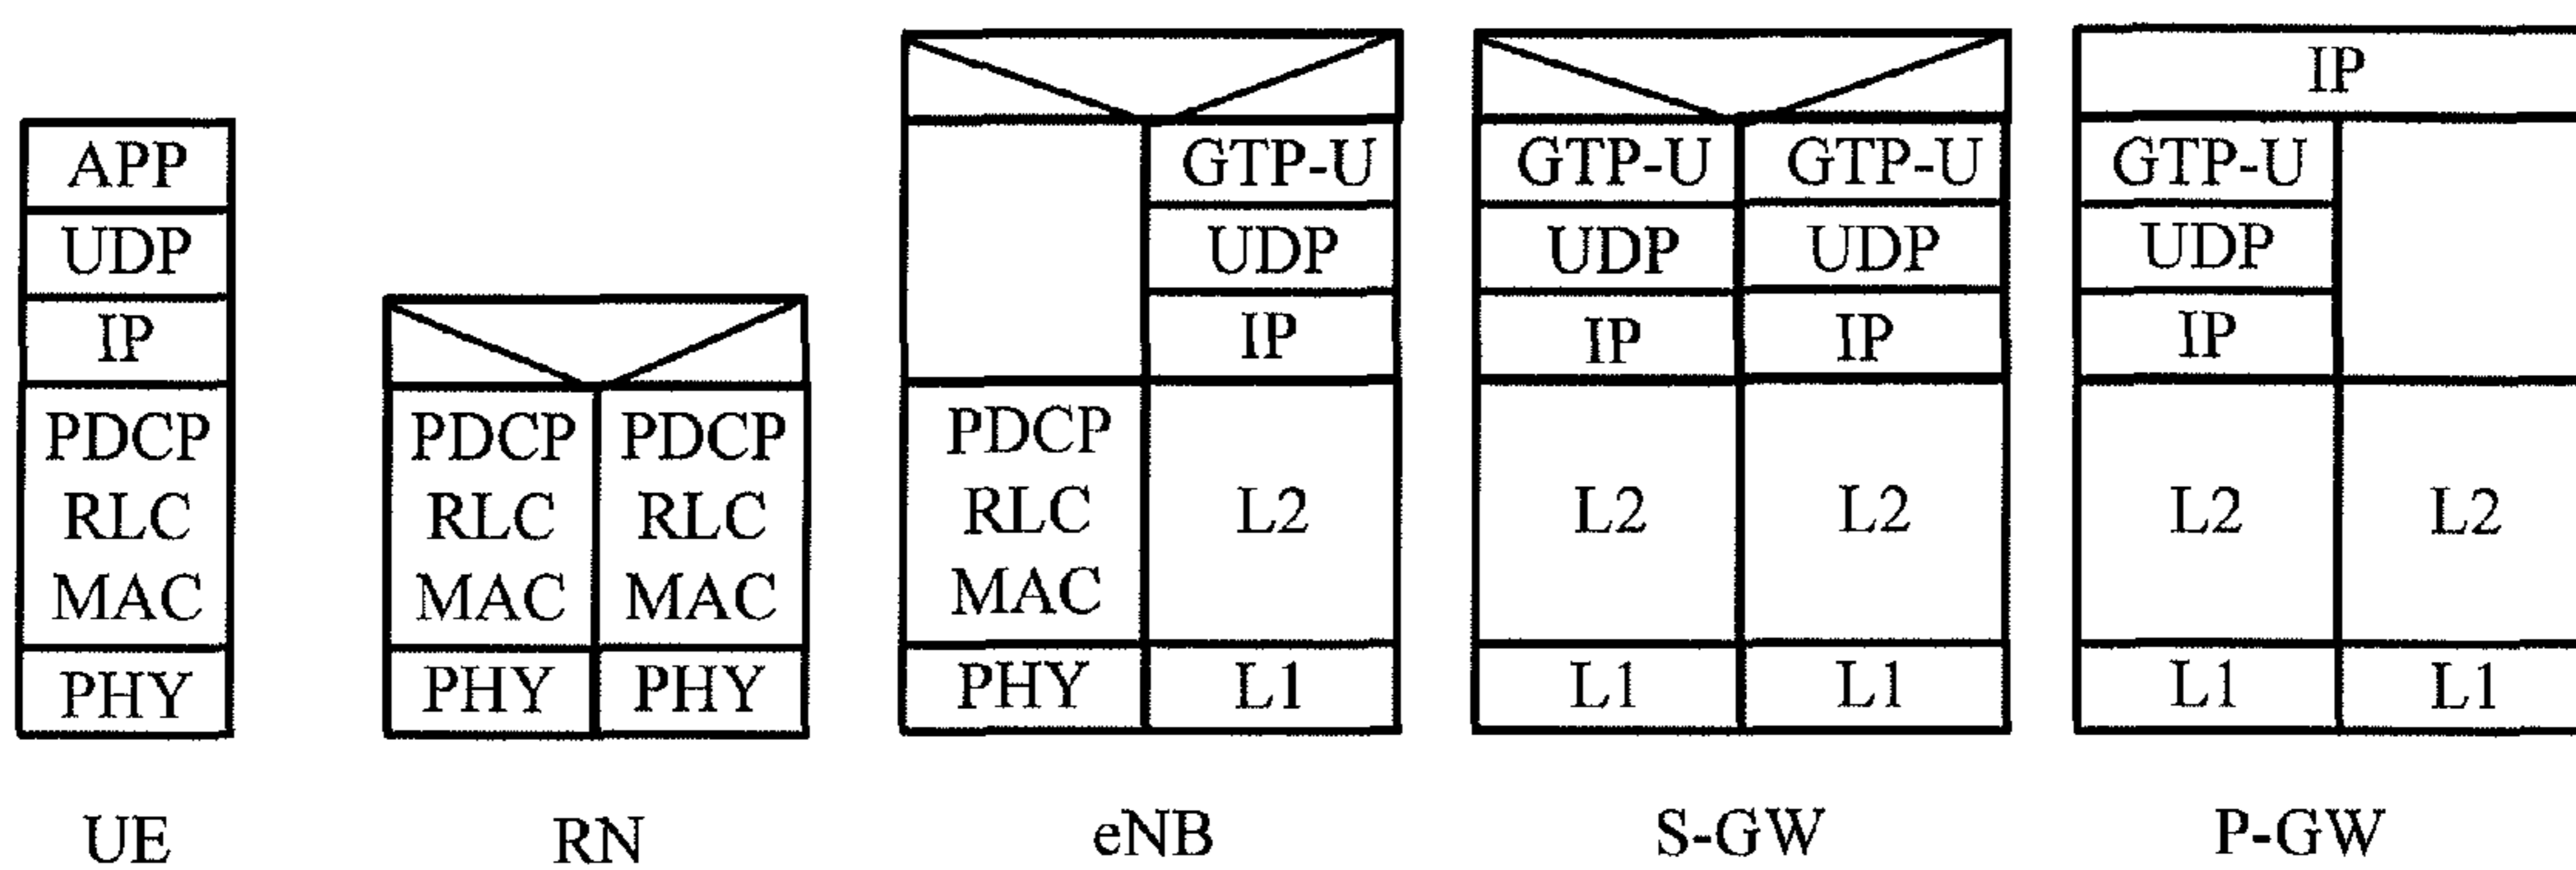 APP
UDP
IP
PDCP
RLC
MAC
PHY
UE
PDCP
RLC
MAC
PHY
PDCP
RLC
MAC
PHY
RN
PDCP
RLC
MAC
PHY
GTP-U
UDP
IP
L2
L1
eNB
GTP-U
UDP
IP
L2
L1
GTP-U
UDP
IP
L2
L1
S-GW
IP
GTP-U
UDP
IP
L2
L1
L2
L1
P-GW